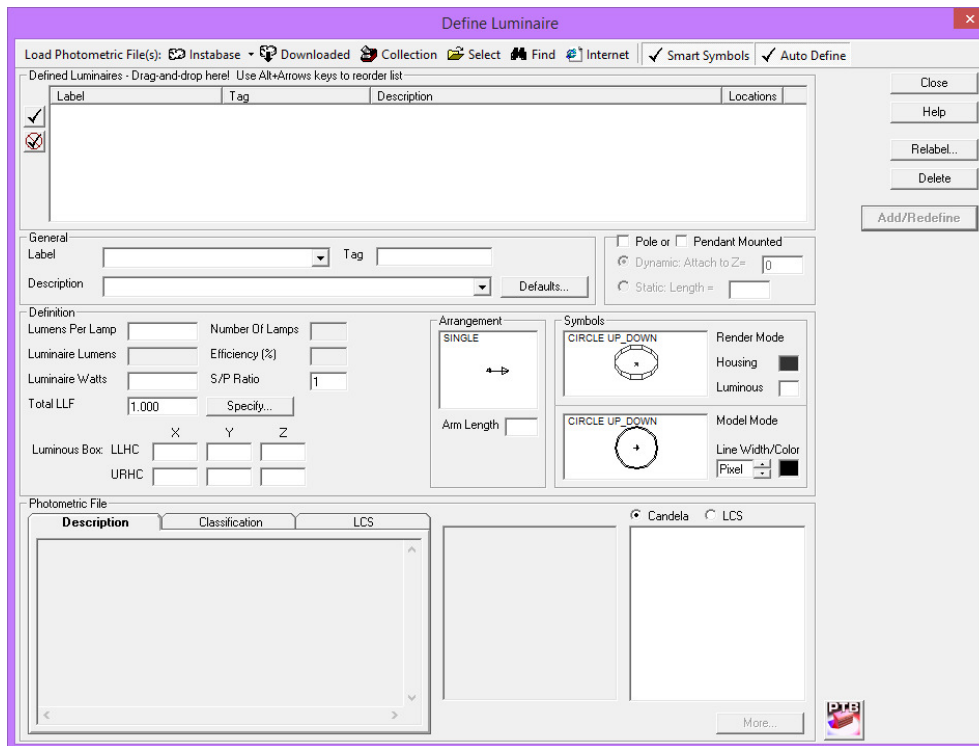 Define Luminaire
Load Photometric File(s): Instabase Downloaded Collection Select Find Internet Smart Symbols Auto Define
Defined Luminaires - Drag-and-drop here! Use Alt+Arrows keys to reorder list
Label Tag Description Locations
Close
Help
Relabel...
Delete
Add/Redefine
General
Label Tag
Description Defaults...
Pole or Pendant Mounted
Dynamic: Attach to Z= 0
Static: Length =
Definition
Lumens Per Lamp Number Of Lamps
Luminaire Lumens Efficiency (%)
Luminaire Watts S/P Ratio 1
Total LLF 1.000 Specify...
X Y Z
Luminous Box: LLHC
URHC
Arrangement
SINGLE
Arm Length
Symbols
CIRCLE UP_DOWN
Render Mode
Housing
Luminous
CIRCLE UP_DOWN
Model Mode
Line Width/Color
Pixel
Photometric File
Description Classification LCS
Candela LCS
More...
PTB